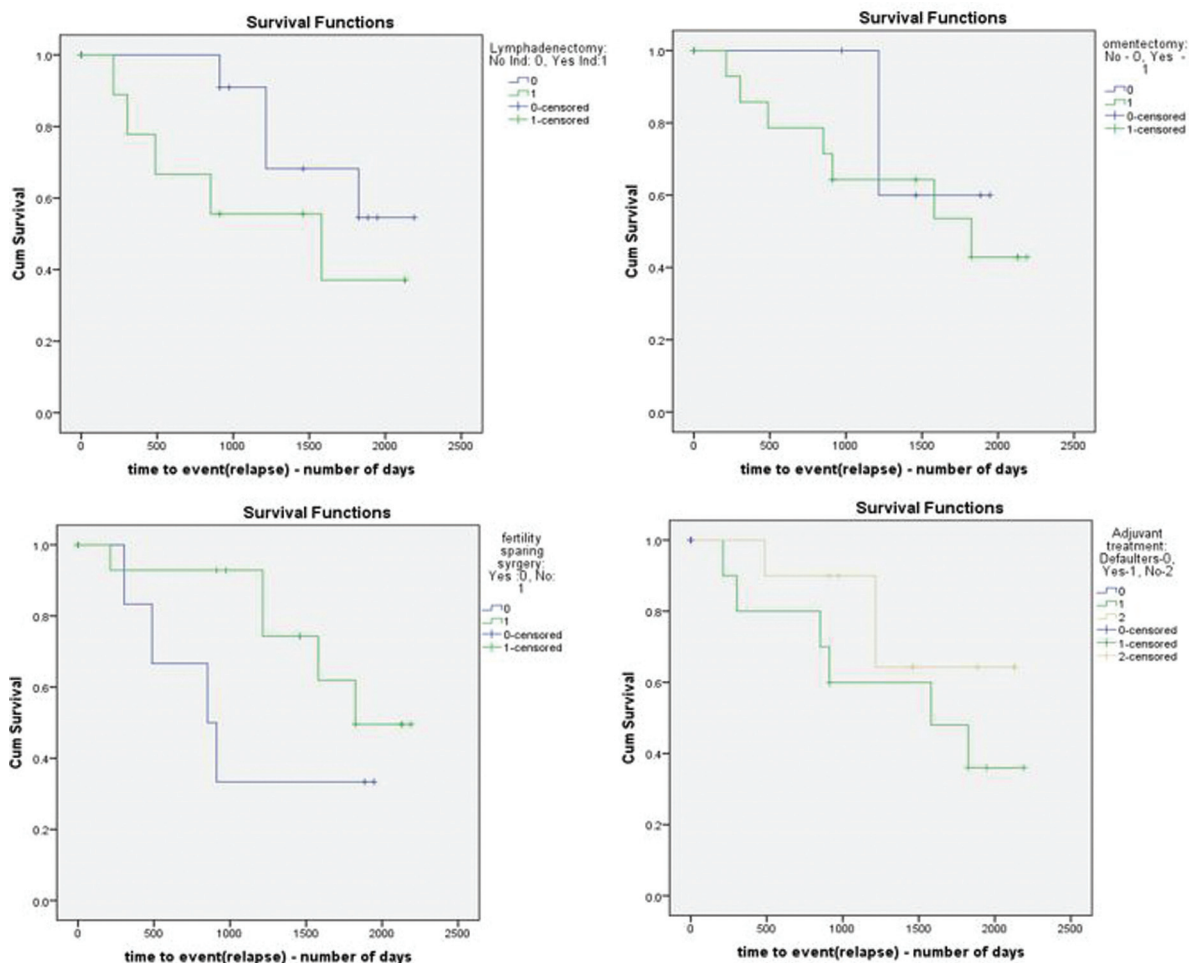 Survival Functions
Lymphadenectomy:
No Ind: 0, Yes Ind:1
0
1
0-censored
1-censored
1.0
0.8
0.6
0.4
0.2
0.0
Cum Survival
0 500 1000 1500 2000 2500
time to event(relapse) - number of days
Survival Functions
omentectomy:
No - 0, Yes -
1
0
1
0-censored
1-censored
1.0
0.8
0.6
0.4
0.2
0.0
Cum Survival
0 500 1000 1500 2000 2500
time to event(relapse) - number of days
Survival Functions
fertility
sparing
syrgery:
Yes :0, No:
1
0
1
0-censored
1-censored
1.0
0.8
0.6
0.4
0.2
0.0
Cum Survival
0 500 1000 1500 2000 2500
time to event(relapse) - number of days
Survival Functions
Adjuvant
treatment:
Defaulters-0,
Yes-1, No-2
0
1
2
0-censored
1-censored
2-censored
1.0
0.8
0.6
0.4
0.2
0.0
Cum Survival
0 500 1000 1500 2000 2500
time to event(relapse) - number of days